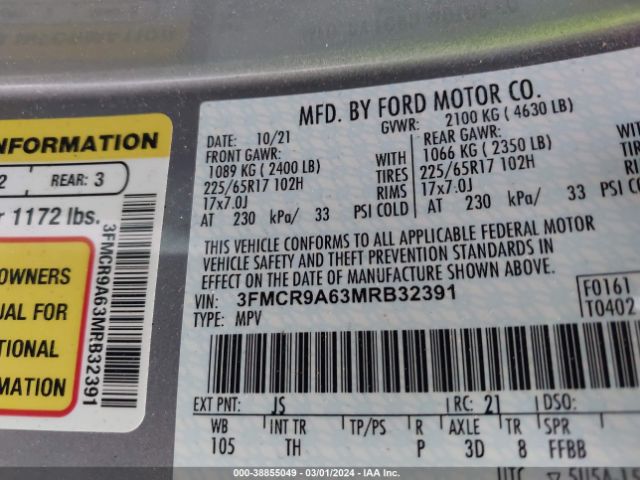 INFORMATION
2 REAR: 3
r 1172 lbs.
OWNERS
UAL FOR
TIONAL
RMATION
3FMCR9A63MRB32391
MFD. BY FORD MOTOR CO.
DATE: 10/21 GVWR: 2100 KG ( 4630 LB)
FRONT GAWR: REAR GAWR:
1089 KG ( 2400 LB) WITH 1066 KG ( 2350 LB) WITH
225/65R17 102H TIRES 225/65R17 102H
17x7.0J RIMS 17x7.0J
AT 230 kPa/ 33 PSI COLD AT 230 kPa/ 33 PSI
THIS VEHICLE CONFORMS TO ALL APPLICABLE FEDERAL MOTOR
VEHICLE SAFETY AND THEFT PREVENTION STANDARDS IN
EFFECT ON THE DATE OF MANUFACTURE SHOWN ABOVE.
VIN: 3FMCR9A63MRB32391
TYPE: MPV
F0161
T0402
EXT PNT: JS RC: 21 DSO:
WB INT TR TP/PS R AXLE TR SPR
105 TH P 3D 8 FFBB
UTC
000-38855049 - 03/01/2024 - IAA Inc.